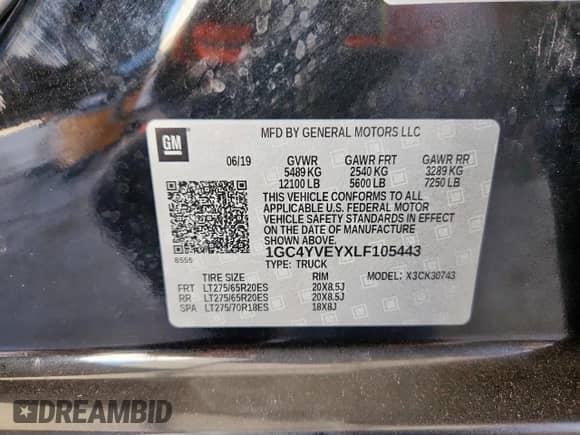 GM
MFD BY GENERAL MOTORS LLC
06/19 GVWR GAWR FRT GAWR RR
5489 KG 2540 KG 3289 KG
12100 LB 5600 LB 7250 LB
THIS VEHICLE CONFORMS TO ALL
APPLICABLE U.S. FEDERAL MOTOR
VEHICLE SAFETY STANDARDS IN EFFECT
ON THE DATE OF MANUFACTURE
SHOWN ABOVE.
1GC4YVEYXLF105443
6555
TYPE: TRUCK
TIRE SIZE RIM MODEL: X3CK30743
FRT LT275/65R20ES 20X8.5J
RR LT275/65R20ES 20X8.5J
SPA LT275/70R18ES 18X8J
DREAMBID